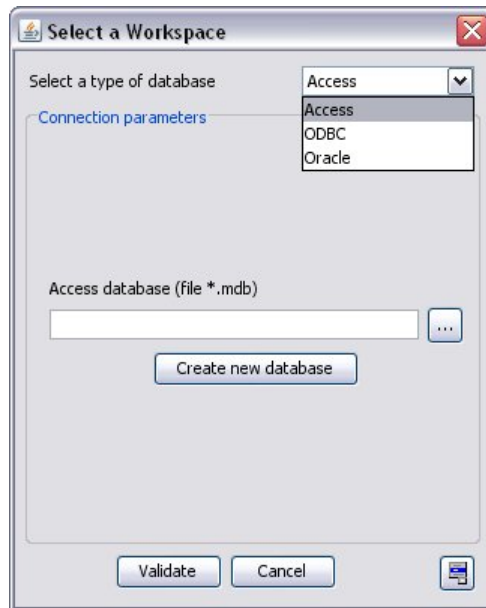 Select a Workspace
Select a type of database Access
Access
ODBC
Oracle
Connection parameters
Access database (file *.mdb)
...
Create new database
Validate Cancel